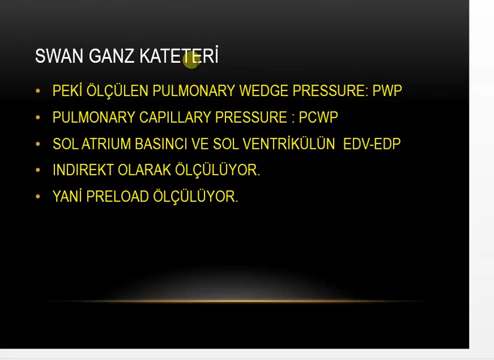 SWAN GANZ KATETERİ
• PEKİ ÖLÇÜLEN PULMONARY WEDGE PRESSURE: PWP
• PULMONARY CAPILLARY PRESSURE : PCWP
• SOL ATRIUM BASINCI VE SOL VENTRİKÜLÜN EDV-EDP
• INDIREKT OLARAK ÖLÇÜLÜYOR.
• YANİ PRELOAD ÖLÇÜLÜYOR.